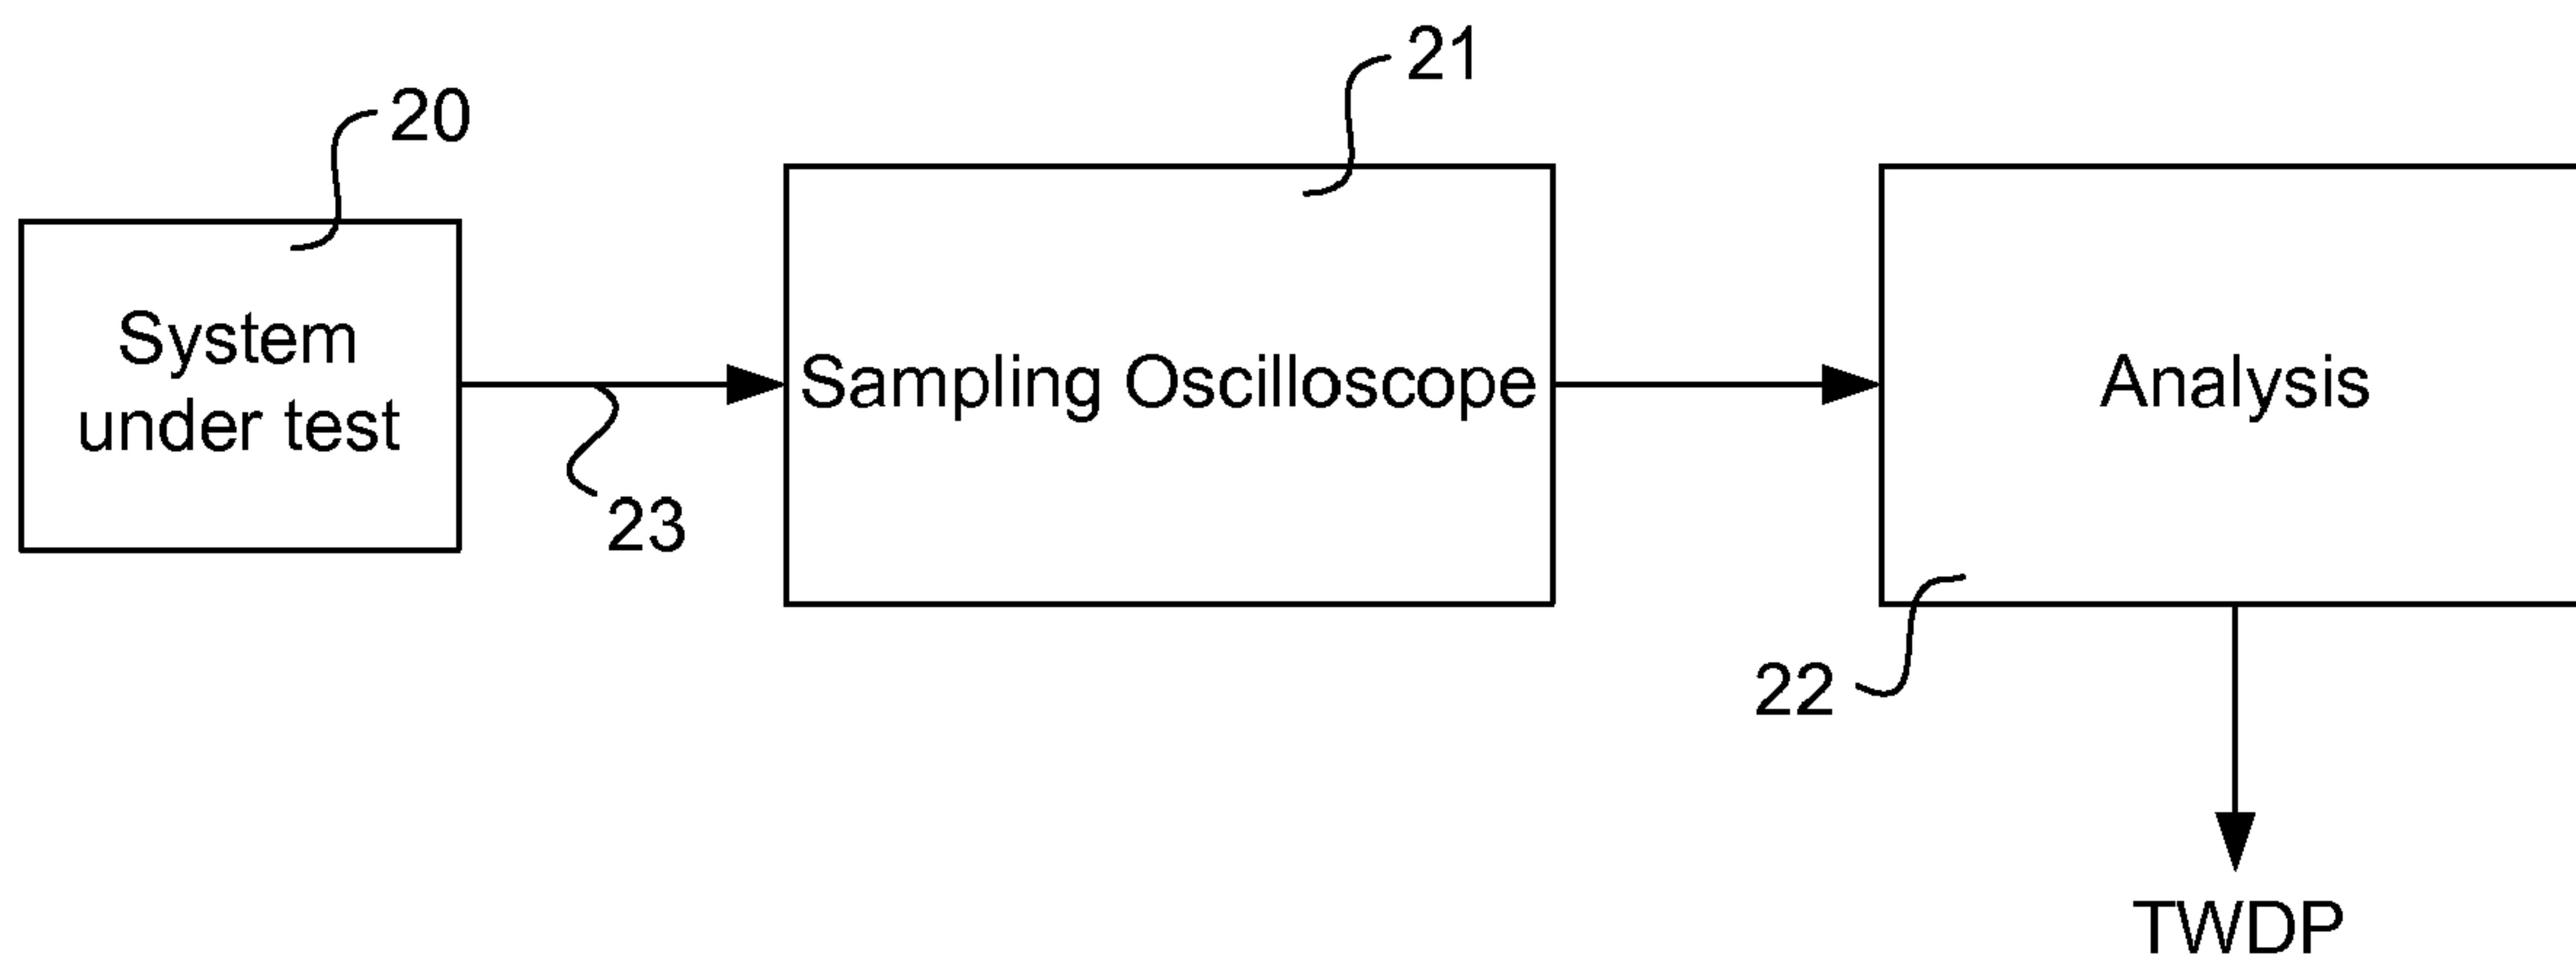 21
20
System
under test
Sampling Oscilloscope
Analysis
23
22
TWDP